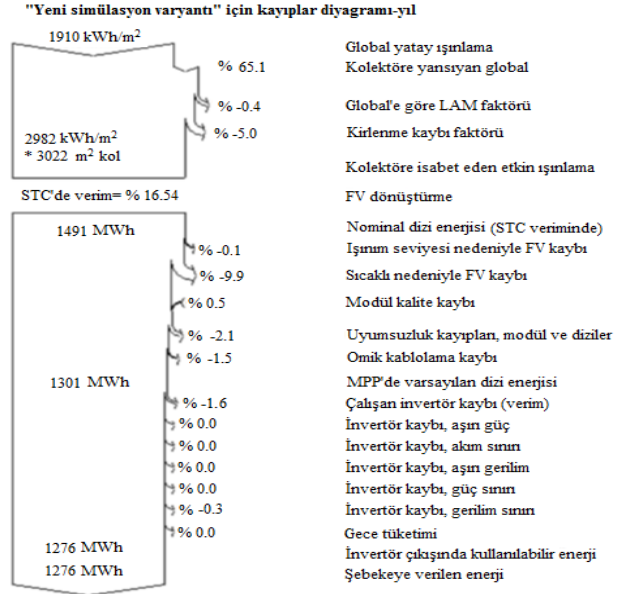 "Yeni simülasyon varyantı" için kayıplar diyagramı-yıl
1910 kWh/m²
Global yatay ışınlama
% 65.1 Kolektöre yansıyan global
% -0.4 Global'e göre LAM faktörü
% -5.0 Kirlenme kaybı faktörü
2982 kWh/m²
* 3022 m² kol
Kolektöre isabet eden etkin ışınlama
STC'de verim= % 16.54 FV dönüştürme
1491 MWh Nominal dizi enerjisi (STC veriminde)
% -0.1 Işınım seviyesi nedeniyle FV kaybı
% -9.9 Sıcaklı nedeniyle FV kaybı
% 0.5 Modül kalite kaybı
% -2.1 Uyumsuzluk kayıpları, modül ve diziler
% -1.5 Omik kablolama kaybı
1301 MWh MPP'de varsayılan dizi enerjisi
% -1.6 Çalışan invertör kaybı (verim)
% 0.0 İnvertör kaybı, aşırı güç
% 0.0 İnvertör kaybı, akım sınırı
% 0.0 İnvertör kaybı, aşırı gerilim
% 0.0 İnvertör kaybı, güç sınırı
% -0.3 İnvertör kaybı, gerilim sınırı
% 0.0 Gece tüketimi
1276 MWh İnvertör çıkışında kullanılabilir enerji
1276 MWh Şebekeye verilen enerji